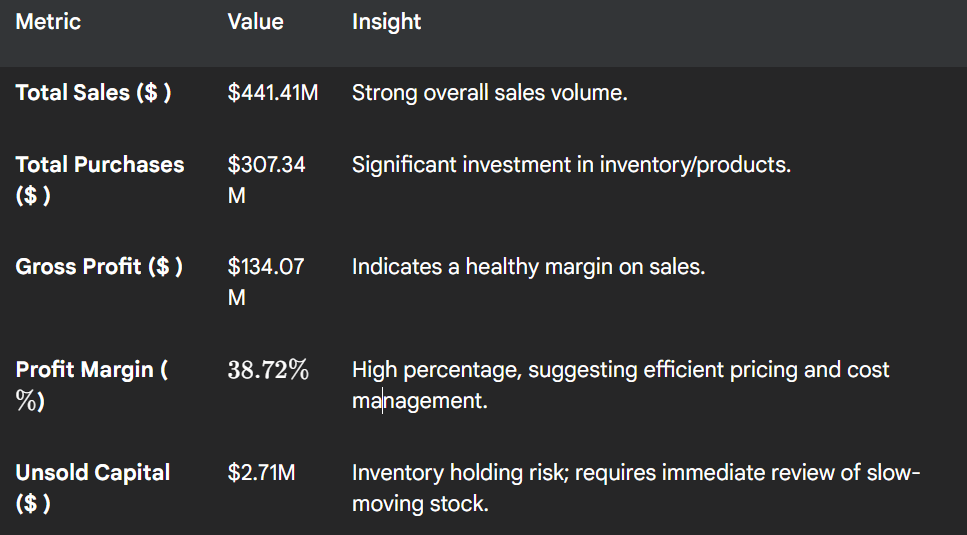 Metric Value Insight
Total Sales ($ ) $441.41M Strong overall sales volume.
Total Purchases $307.34 Significant investment in inventory/products.
($ ) M
Gross Profit ($ ) $134.07 Indicates a healthy margin on sales.
M
Profit Margin ( 38.72% High percentage, suggesting efficient pricing and cost
%) management.
Unsold Capital $2.71M Inventory holding risk; requires immediate review of slow-
($ ) moving stock.